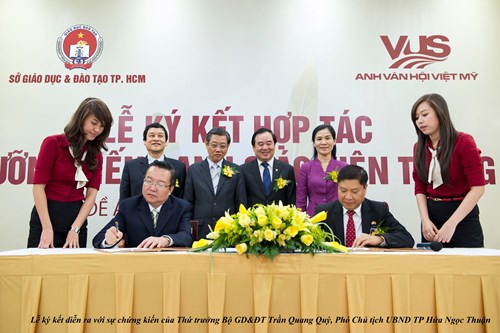 SỞ GIÁO DỤC & ĐÀO TẠO TP. HCM
VUS
ANH VĂN HỘI VIỆT MỸ
LỄ KÝ KẾT HỢP TÁC
ĐỀ Á
Lễ ký kết diễn ra với sự chứng kiến của Thứ trưởng Bộ GD&ĐT Trần Quang Quý, Phó Chủ tịch UBND TP Hứa Ngọc Thuận